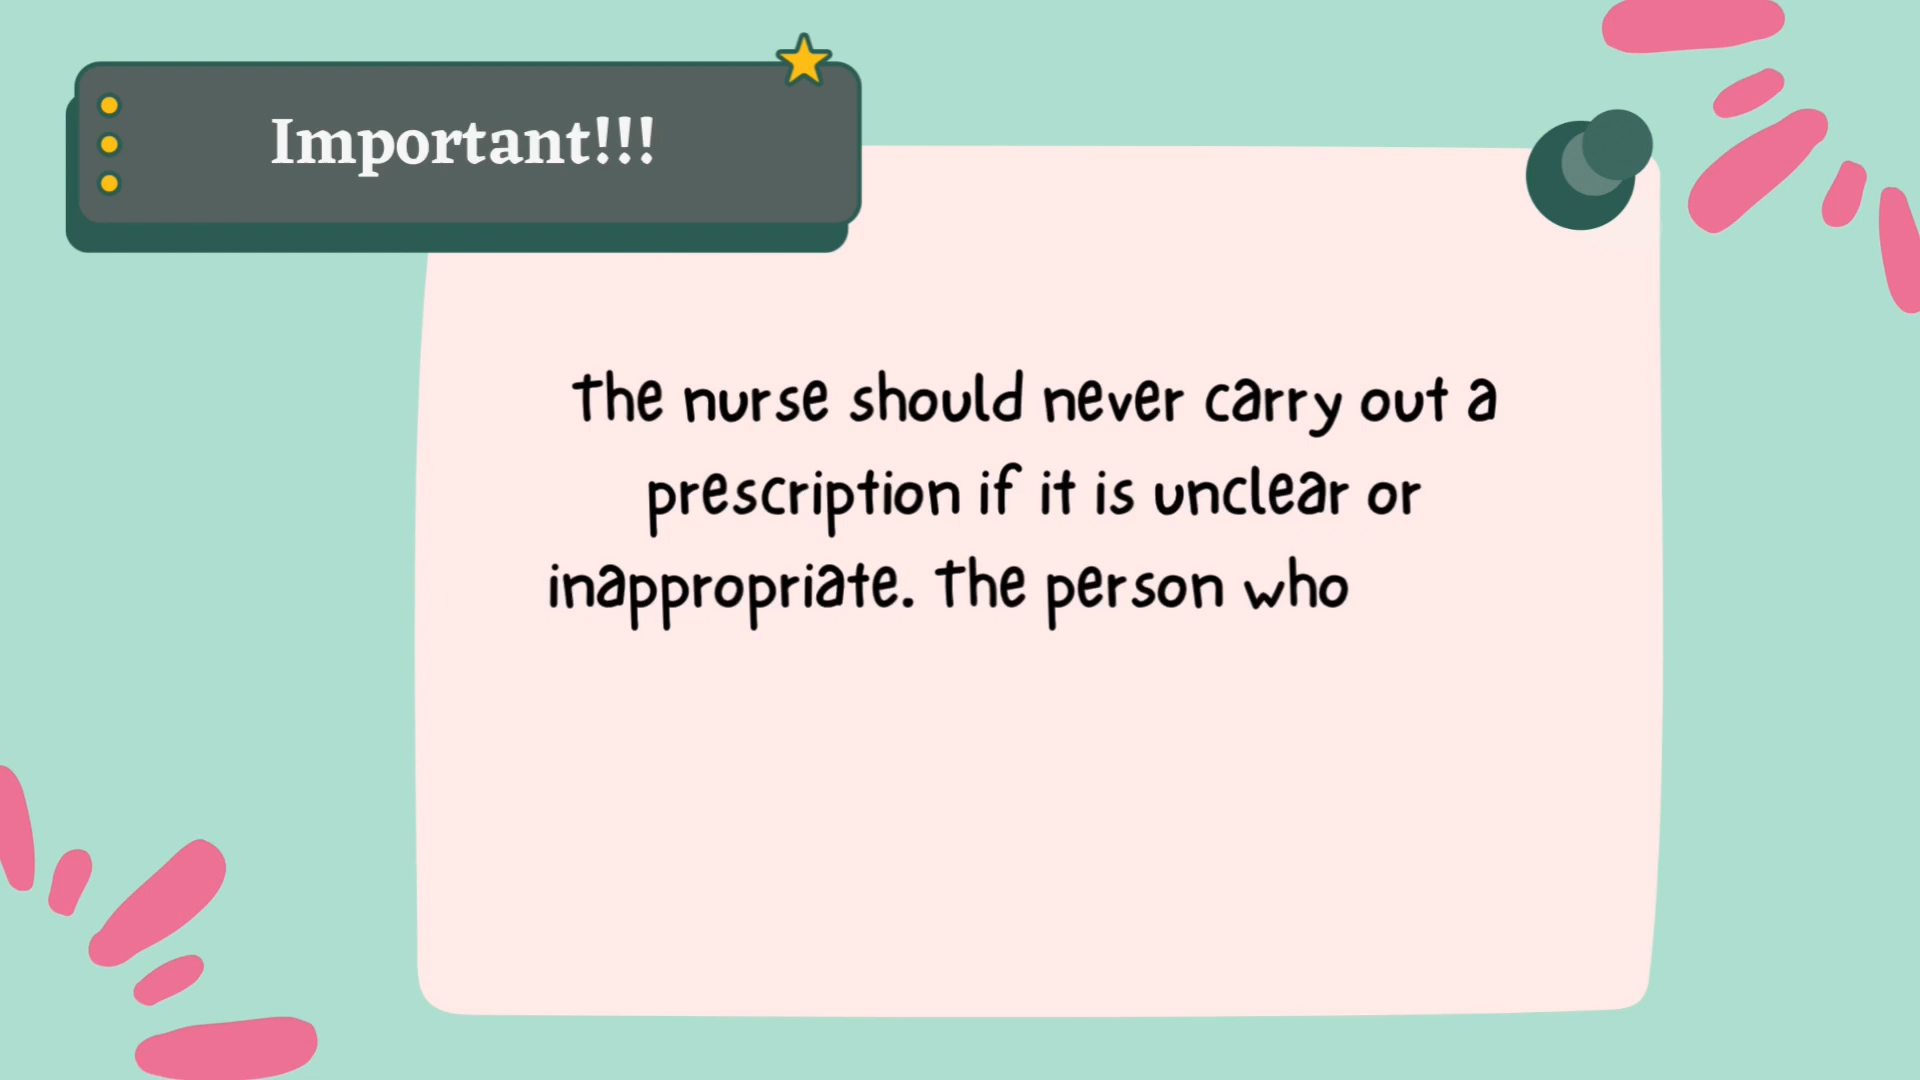 Important!!!
The nurse should never carry out a
prescription if it is unclear or
inappropriate. The person who